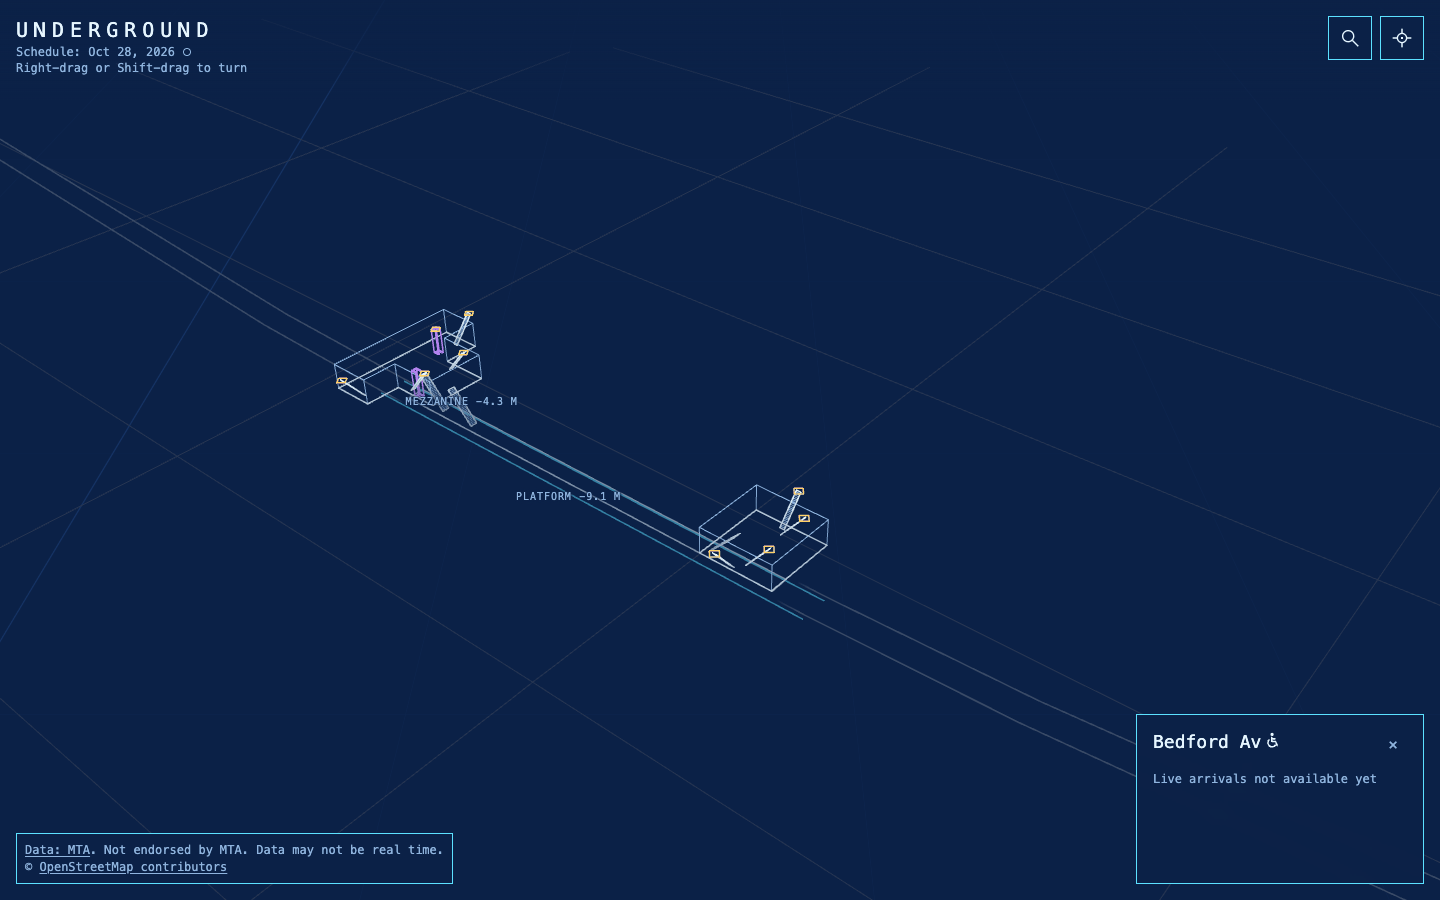 UNDERGROUND
Schedule: Oct 28, 2026
Right-drag or Shift-drag to turn
MEZZANINE -4.3 M
PLATFORM -9.1 M
Bedford Av
×
Live arrivals not available yet
Data: MTA. Not endorsed by MTA. Data may not be real time.
© OpenStreetMap contributors